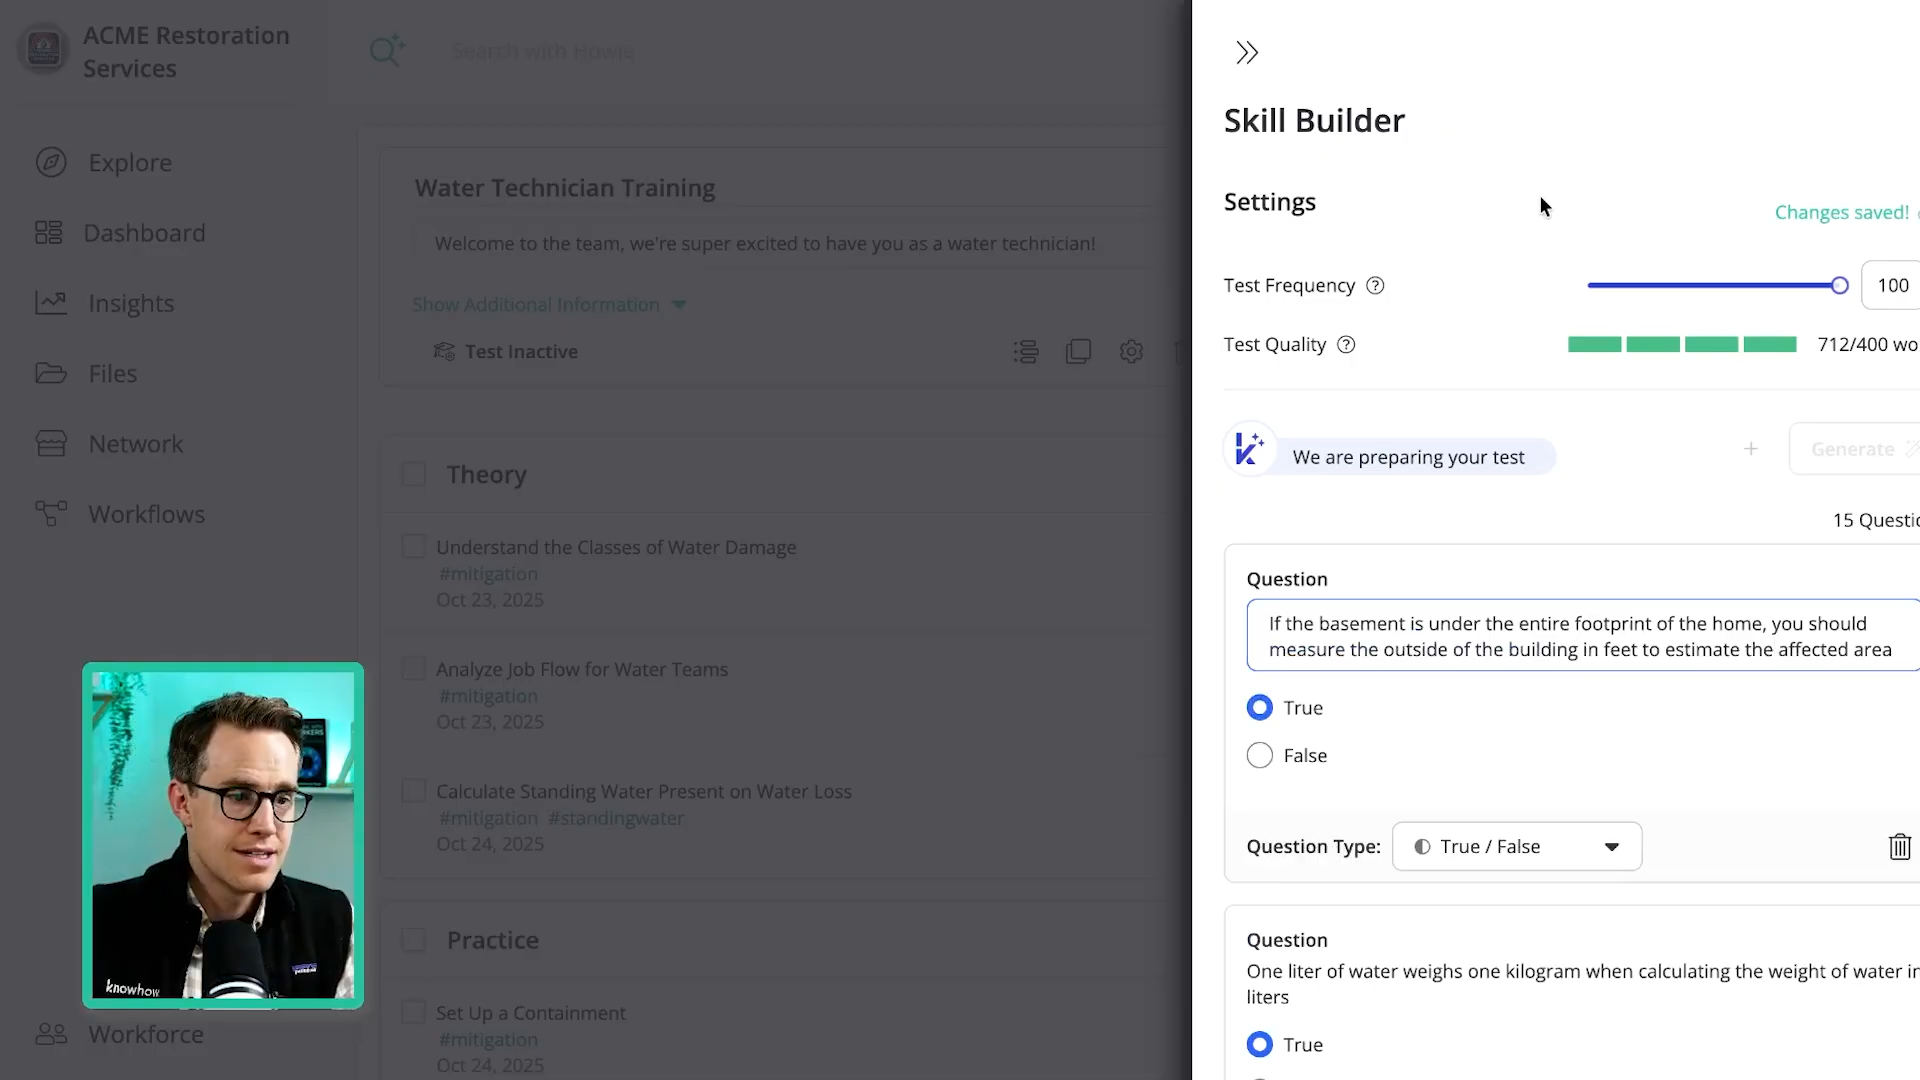 ACME Restoration
Services
Search with Howie
Explore
Dashboard
Insights
Files
Network
Workflows
Workforce
Water Technician Training
Welcome to the team, we're super excited to have you as a water technician!
Show Additional Information
Test Inactive
Theory
Understand the Classes of Water Damage
#mitigation
Oct 23, 2025
Analyze Job Flow for Water Teams
#mitigation
Oct 23, 2025
Calculate Standing Water Present on Water Loss
#mitigation #standingwater
Oct 24, 2025
Practice
Set Up a Containment
#mitigation
Oct 24, 2025
knowhow
Skill Builder
Settings
Changes saved!
Test Frequency
100
Test Quality
712/400 wo
We are preparing your test
Generate
15 Questio
Question
If the basement is under the entire footprint of the home, you should
measure the outside of the building in feet to estimate the affected area
True
False
Question Type: True / False
Question
One liter of water weighs one kilogram when calculating the weight of water in
liters
True